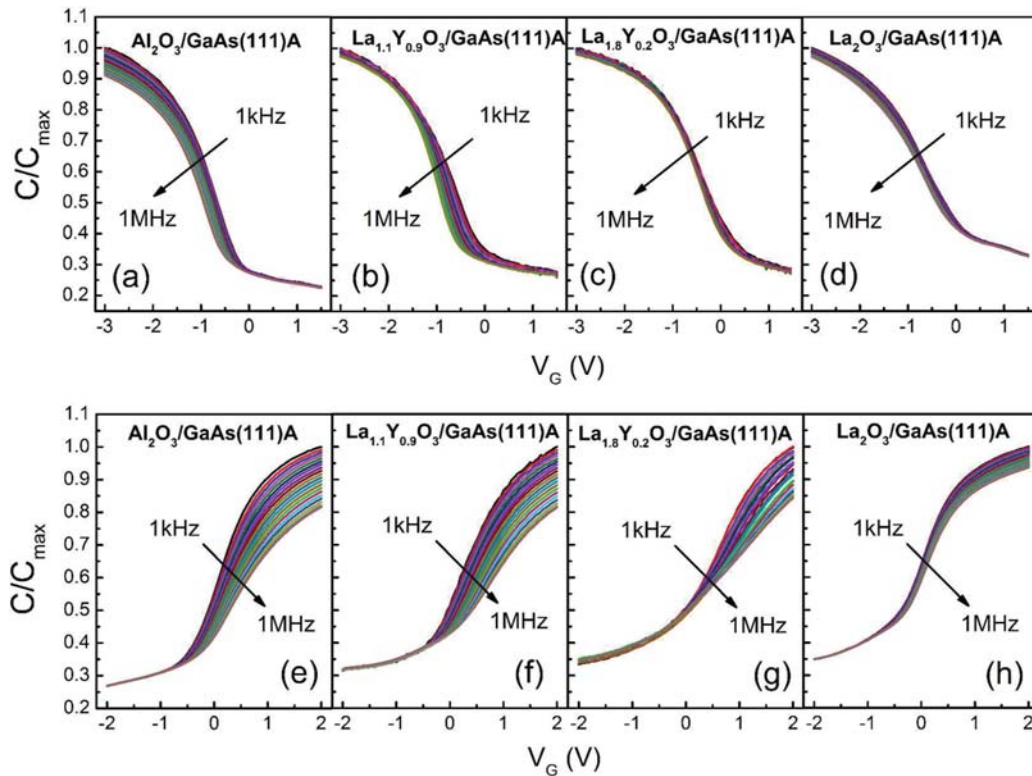 Al₂O₃/GaAs(111)A La₁.₁Y₀.₉O₃/GaAs(111)A La₁.₈Y₀.₂O₃/GaAs(111)A La₂O₃/GaAs(111)A
1.1
1.0
0.9
0.8
0.7
0.6
0.5
0.4
0.3
0.2
C/Cmax
1kHz 1kHz 1kHz 1kHz
1MHz 1MHz 1MHz 1MHz
(a) (b) (c) (d)
-3 -2 -1 0 1 -3 -2 -1 0 1 -3 -2 -1 0 1 -3 -2 -1 0 1
V_G (V)
Al₂O₃/GaAs(111)A La₁.₁Y₀.₉O₃/GaAs(111)A La₁.₈Y₀.₂O₃/GaAs(111)A La₂O₃/GaAs(111)A
1.1
1.0
0.9
0.8
0.7
0.6
0.5
0.4
0.3
0.2
C/Cmax
1kHz 1kHz 1kHz 1kHz
1MHz 1MHz 1MHz 1MHz
(e) (f) (g) (h)
-2 -1 0 1 2 -2 -1 0 1 2 -2 -1 0 1 2 -2 -1 0 1 2
V_G (V)